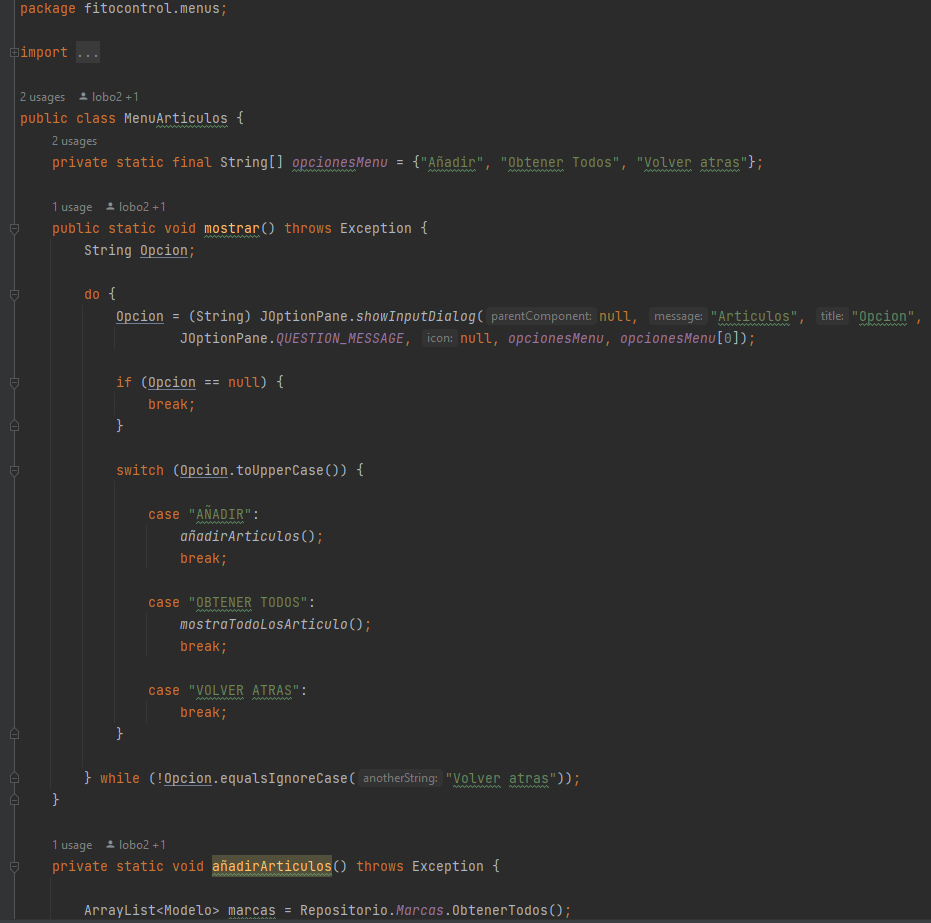 package fitocontrol.menus;
import ...
2 usages lobo2 +1
public class MenuArticulos {
2 usages
private static final String[] opcionesMenu = {"Añadir", "Obtener Todos", "Volver atras"};
1 usage lobo2 +1
public static void mostrar() throws Exception {
String Opcion;
do {
Opcion = (String) JOptionPane.showInputDialog( parentComponent: null, message: "Articulos", title: "Opcion",
JOptionPane.QUESTION_MESSAGE, icon: null, opcionesMenu, opcionesMenu[0]);
if (Opcion == null) {
break;
}
switch (Opcion.toUpperCase()) {
case "AÑADIR":
añadirArticulos();
break;
case "OBTENER TODOS":
mostraTodoLosArticulo();
break;
case "VOLVER ATRAS":
break;
}
} while (!Opcion.equalsIgnoreCase( anotherString: "Volver atras"));
}
1 usage lobo2 +1
private static void añadirArticulos() throws Exception {
ArrayList<Modelo> marcas = Repositorio.Marcas.ObtenerTodos();